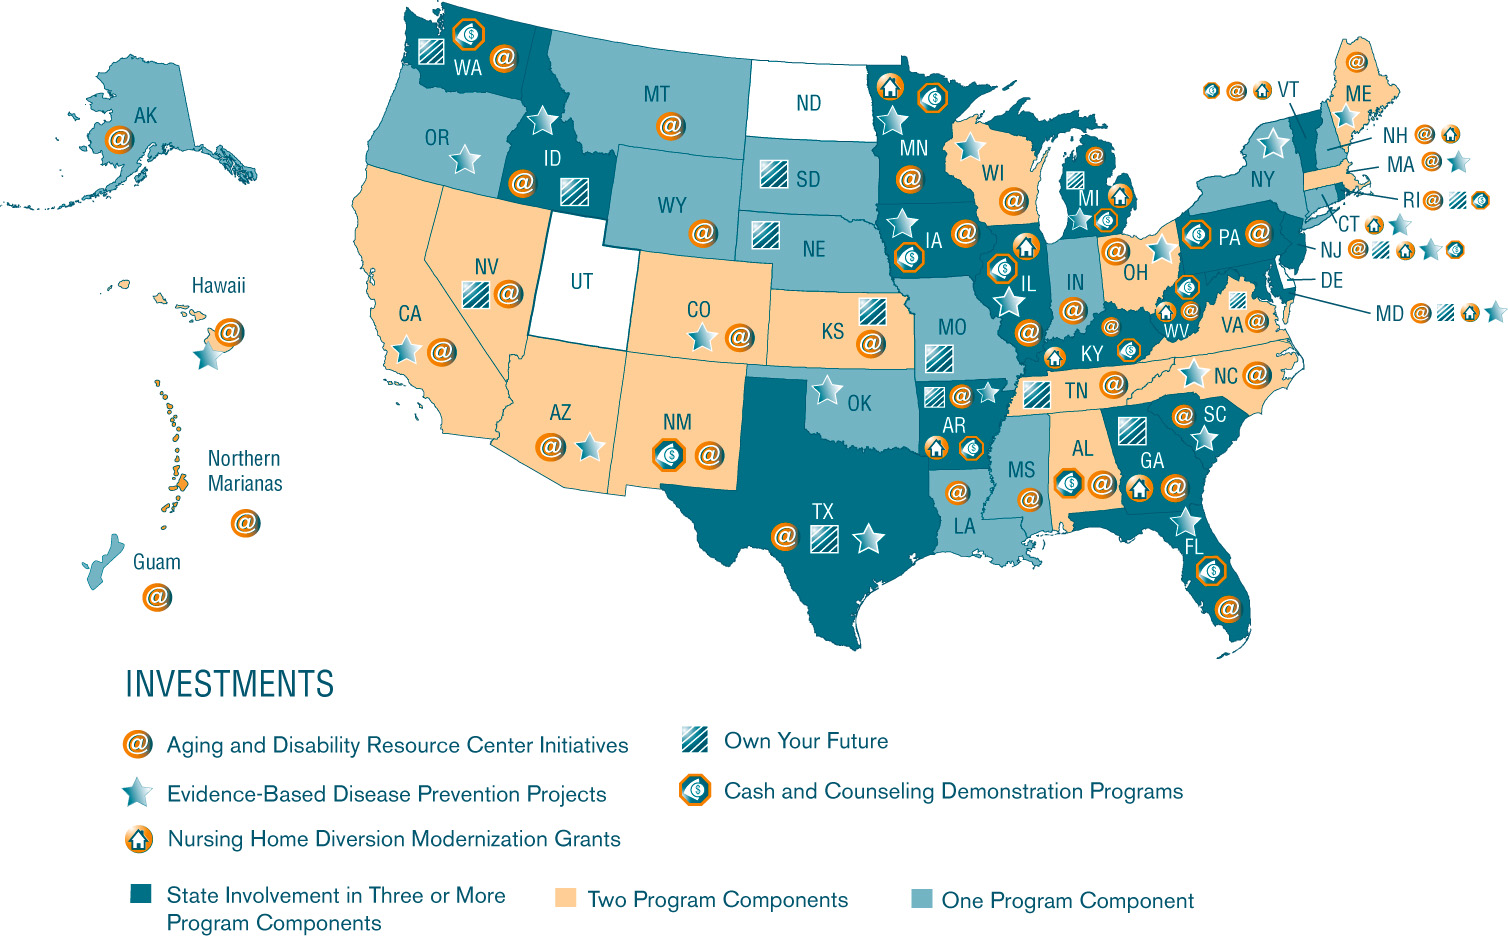 AK
WA
OR
ID
MT
ND
SD
WY
NE
NV
UT
CA
CO
KS
AZ
NM
OK
TX
MN
WI
IA
MI
IL
IN
OH
MO
KY
WV
VA
PA
NY
TN
NC
AR
SC
MS
AL
GA
LA
FL
VT
ME
NH
MA
RI
CT
NJ
DE
MD
Hawaii
Northern
Marianas
Guam
INVESTMENTS
@ Aging and Disability Resource Center Initiatives
Own Your Future
Evidence-Based Disease Prevention Projects
Cash and Counseling Demonstration Programs
Nursing Home Diversion Modernization Grants
State Involvement in Three or More
Program Components
Two Program Components
One Program Component